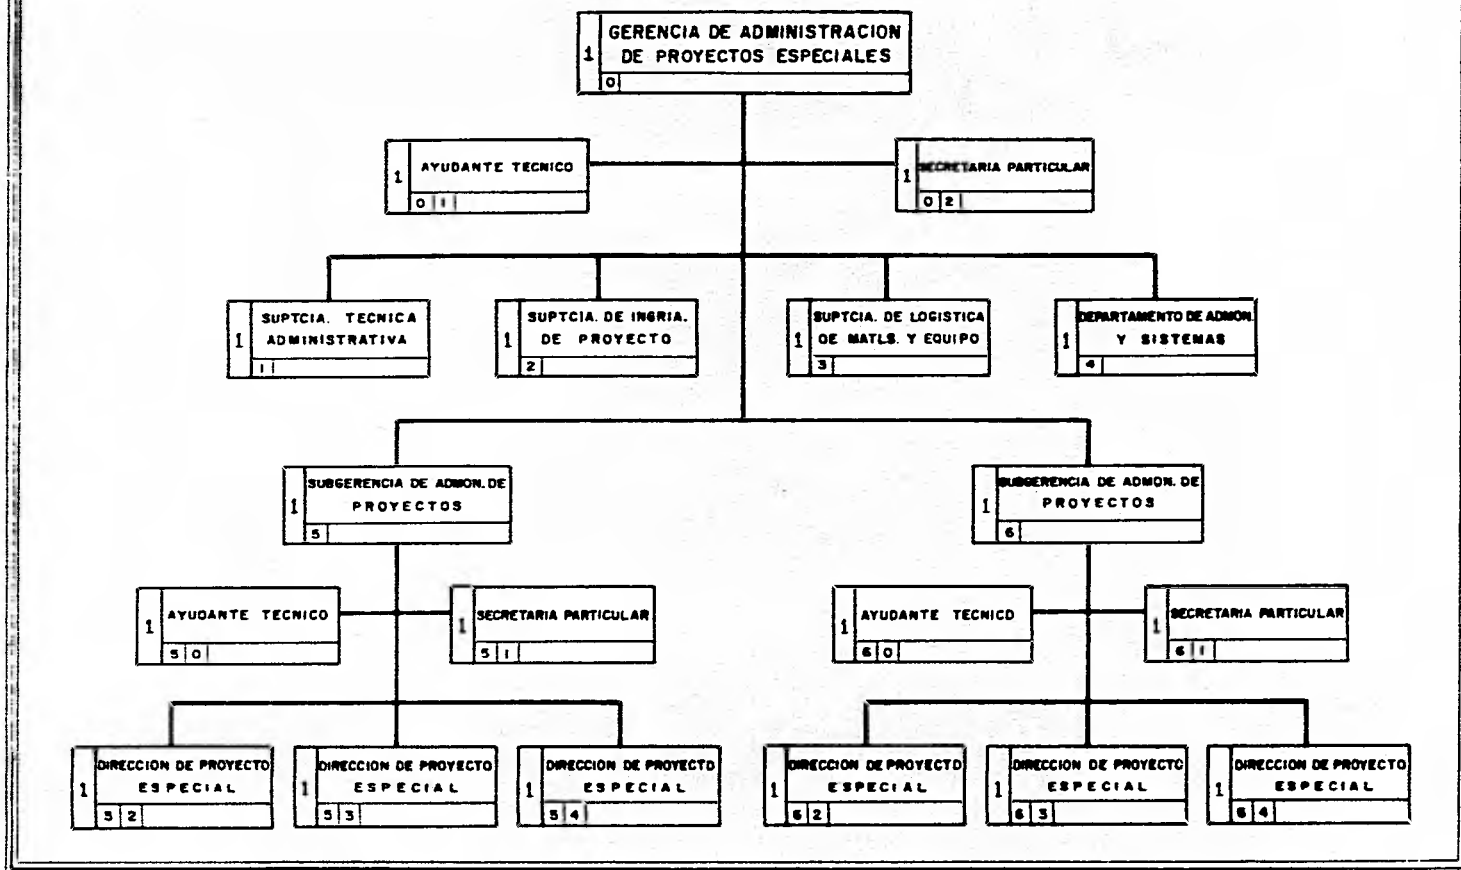 GERENCIA DE ADMINISTRACION
1
DE PROYECTOS ESPECIALES
0
AYUDANTE TECNICO
1
0 1
SECRETARIA PARTICULAR
1
0 2
SUPTCIA. TECNICA
1
ADMINISTRATIVA
1
SUPTCIA. DE INGRIA.
1
DE PROYECTO
2
SUPTCIA. DE LOGISTICA
1
DE MATLS. Y EQUIPO
3
DEPARTAMENTO DE ADMON.
1
Y SISTEMAS
4
SUBGERENCIA DE ADMON. DE
1
PROYECTOS
5
SUBGERENCIA DE ADMON. DE
1
PROYECTOS
6
AYUDANTE TECNICO
1
5 0
SECRETARIA PARTICULAR
1
5 1
AYUDANTE TECNICO
1
6 0
SECRETARIA PARTICULAR
1
6 1
DIRECCION DE PROYECTO
1
ESPECIAL
5 2
DIRECCION DE PROYECTO
1
ESPECIAL
5 3
DIRECCION DE PROYECTO
1
ESPECIAL
5 4
DIRECCION DE PROYECTO
1
ESPECIAL
6 2
DIRECCION DE PROYECTO
1
ESPECIAL
6 3
DIRECCION DE PROYECTO
1
ESPECIAL
6 4